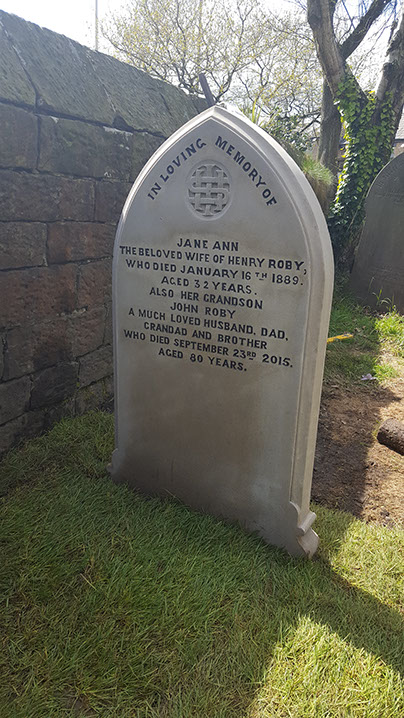 IN LOVING MEMORY OF
JANE ANN
THE BELOVED WIFE OF HENRY ROBY,
WHO DIED JANUARY 16TH 1889.
AGED 32 YEARS.
ALSO HER GRANDSON
JOHN ROBY
A MUCH LOVED HUSBAND, DAD,
GRANDAD AND BROTHER
WHO DIED SEPTEMBER 23RD 2015.
AGED 80 YEARS.